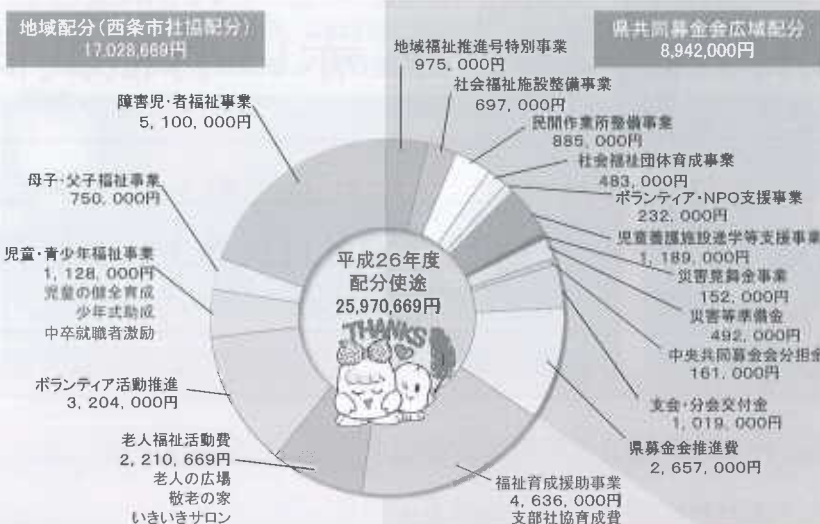 地域配分(西条市社協配分)
17,028,669円
県共同募金会広域配分
8,942,000円
地域福祉推進号特別事業
975,000円
社会福祉施設整備事業
697,000円
民間作業所整備事業
885,000円
社会福祉団体育成事業
483,000円
ボランティア・NPO支援事業
232,000円
児童養護施設進学等支援事業
1,189,000円
災害見舞金事業
152,000円
災害等準備金
492,000円
中央共同募金会分担金
161,000円
支会・分会交付金
1,019,000円
県募金会推進費
2,657,000円
福祉育成援助事業
4,636,000円
支部社協育成費
老人福祉活動費
2,210,669円
老人の広場
敬老の家
いきいきサロン
ボランティア活動推進
3,204,000円
児童・青少年福祉事業
1,128,000円
児童の健全育成
少年式助成
中卒就職者激励
母子・父子福祉事業
750,000円
障害児・者福祉事業
5,100,000円
平成26年度
配分使途
25,970,669円
THANKS